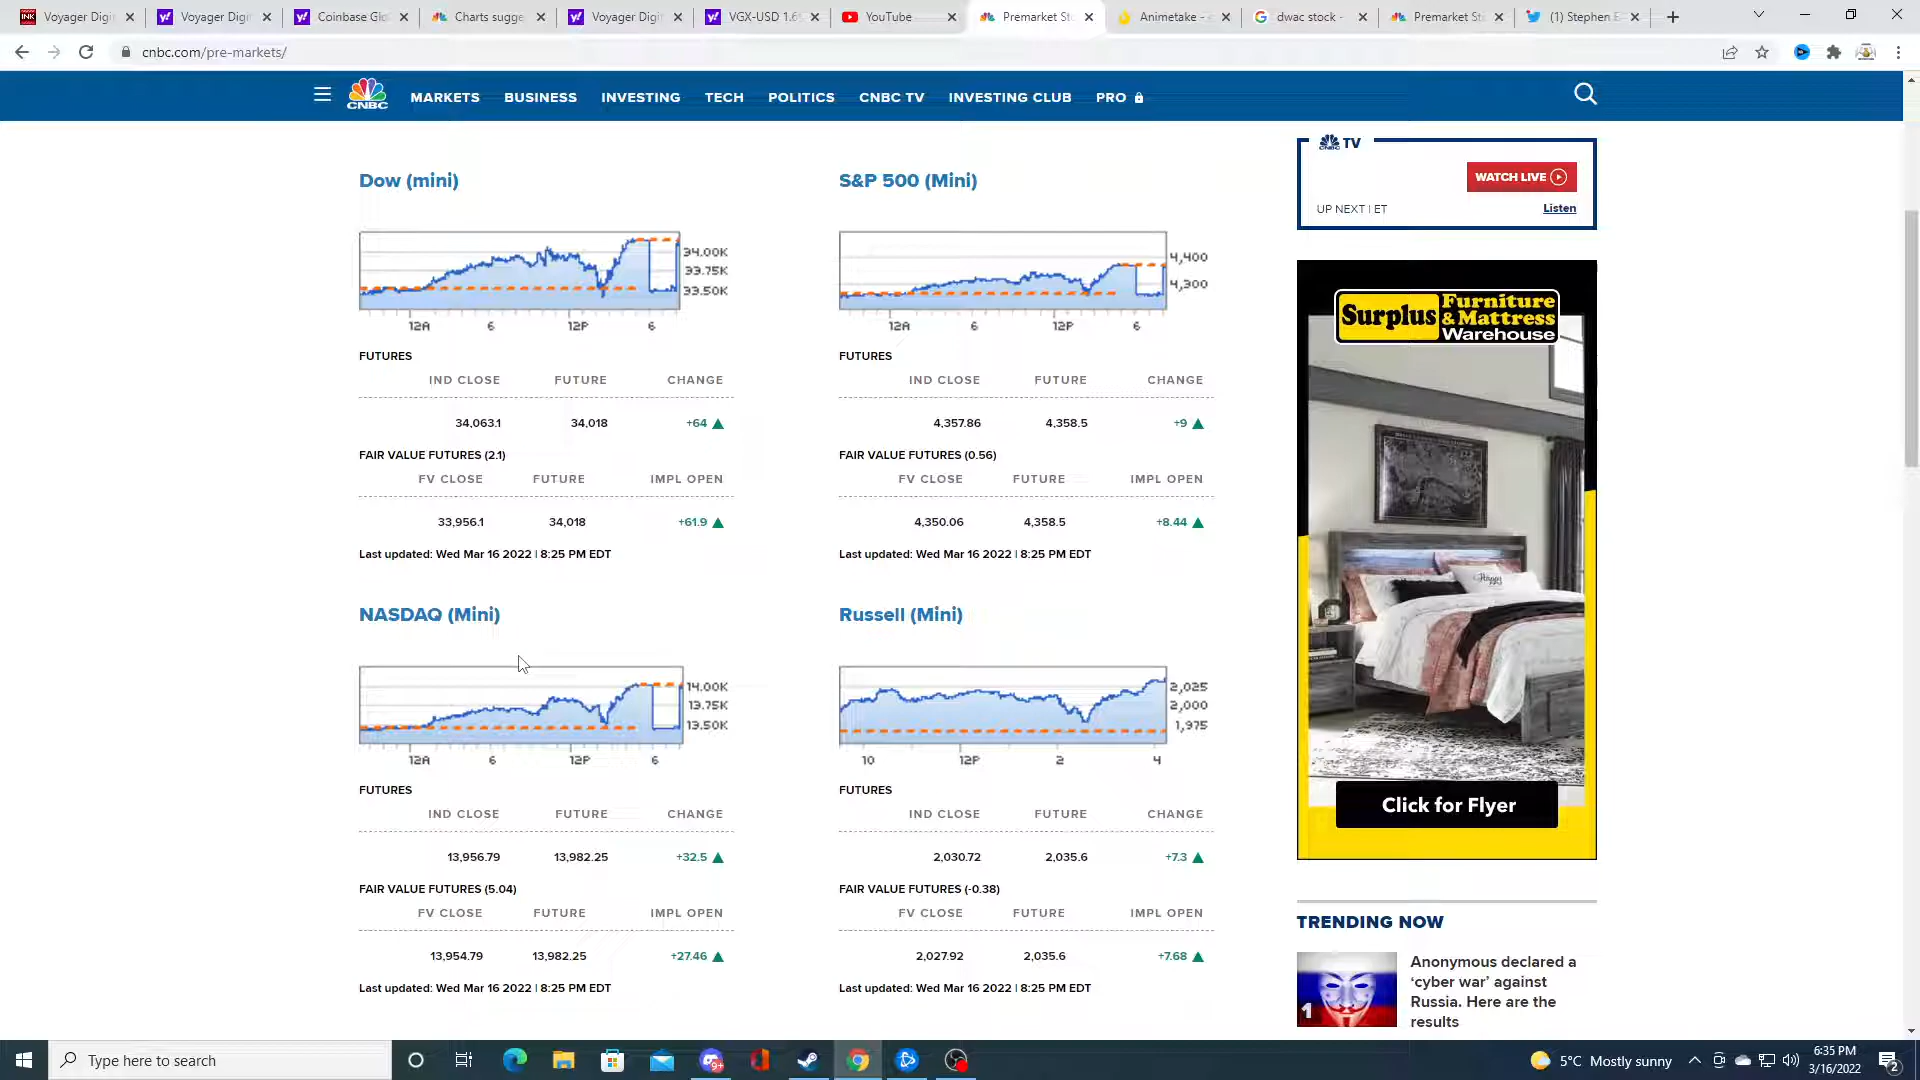 Voyager Digi
Voyager Digi
Coinbase Glo
Charts sugge
Voyager Digi
VGX-USD 1.6
YouTube
Premarket St
Animetake -
dwac stock -
Premarket St
(1) Stephen E
cnbc.com/pre-markets/
CNBC
MARKETS
BUSINESS
INVESTING
TECH
POLITICS
CNBC TV
INVESTING CLUB
PRO
Dow (mini)
34.00K
33.75K
33.50K
12A 6 12P 6
FUTURES
IND CLOSE FUTURE CHANGE
34,063.1 34,018 +64
FAIR VALUE FUTURES (2.1)
FV CLOSE FUTURE IMPL OPEN
33,956.1 34,018 +61.9
Last updated: Wed Mar 16 2022 | 8:25 PM EDT
S&P 500 (Mini)
4,400
4,300
12A 6 12P 6
FUTURES
IND CLOSE FUTURE CHANGE
4,357.86 4,358.5 +9
FAIR VALUE FUTURES (0.56)
FV CLOSE FUTURE IMPL OPEN
4,350.06 4,358.5 +8.44
Last updated: Wed Mar 16 2022 | 8:25 PM EDT
NASDAQ (Mini)
14.00K
13.75K
13.50K
12A 6 12P 6
FUTURES
IND CLOSE FUTURE CHANGE
13,956.79 13,982.25 +32.5
FAIR VALUE FUTURES (5.04)
FV CLOSE FUTURE IMPL OPEN
13,954.79 13,982.25 +27.46
Last updated: Wed Mar 16 2022 | 8:25 PM EDT
Russell (Mini)
2,025
2,000
1,975
10 12P 2 4
FUTURES
IND CLOSE FUTURE CHANGE
2,030.72 2,035.6 +7.3
FAIR VALUE FUTURES (-0.38)
FV CLOSE FUTURE IMPL OPEN
2,027.92 2,035.6 +7.68
Last updated: Wed Mar 16 2022 | 8:25 PM EDT
CNBC TV
WATCH LIVE
UP NEXT | ET
Listen
Surplus Furniture
& Mattress
Warehouse
Happy
Click for Flyer
TRENDING NOW
1
Anonymous declared a
‘cyber war’ against
Russia. Here are the
results
Type here to search
9+
5°C Mostly sunny
6:35 PM
3/16/2022
2